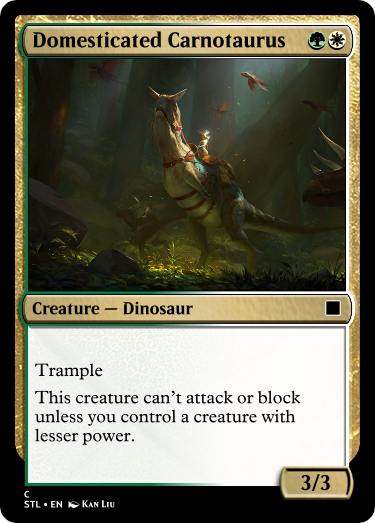 Domesticated Carnotaurus
Creature — Dinosaur
Trample
This creature can't attack or block
unless you control a creature with
lesser power.
3/3
C
STL • EN Kan Liu